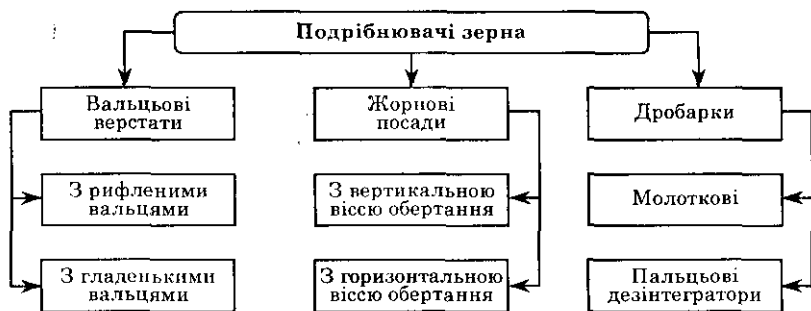 Подрібнювачі зерна
Вальцьові
верстати
Жорнові
посади
Дробарки
З рифленими
вальцями
З вертикальною
віссю обертання
Молоткові
З гладенькими
вальцями
З горизонтальною
віссю обертання
Пальцьові
дезінтегратори